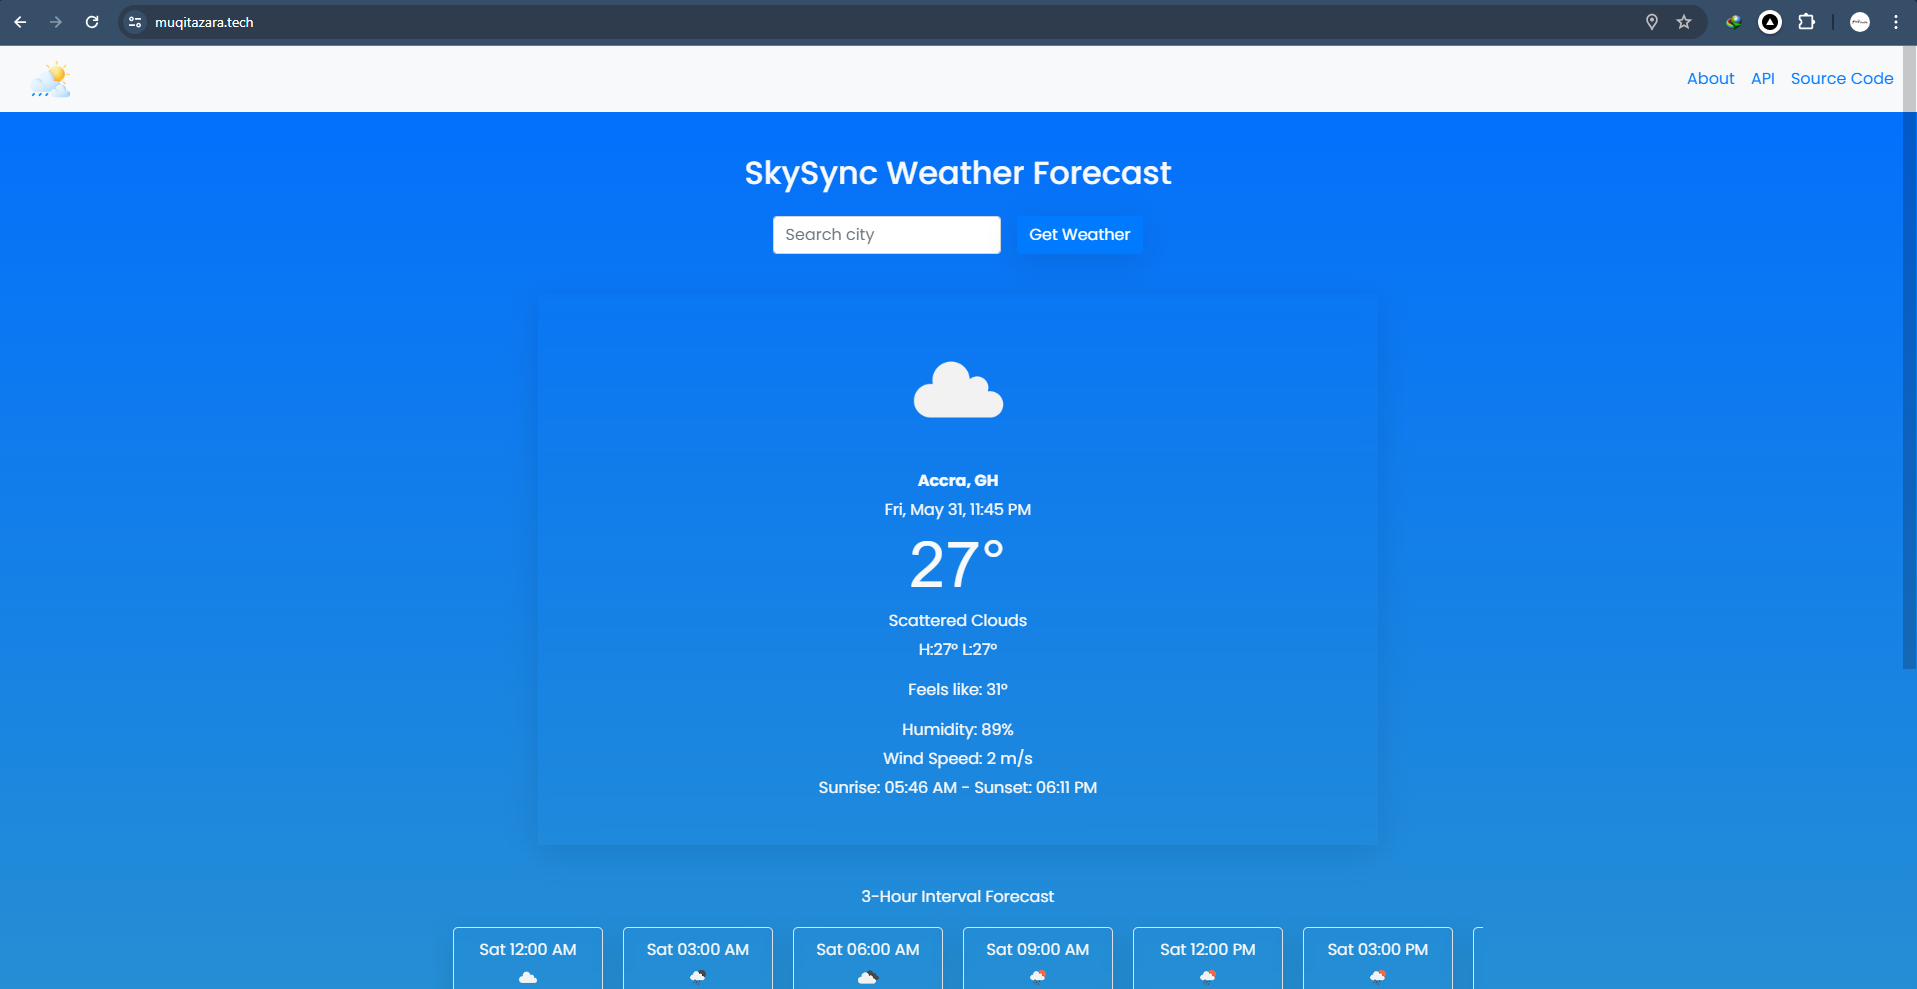 muqitazara.tech
About API Source Code
SkySync Weather Forecast
Search city Get Weather
Accra, GH
Fri, May 31, 11:45 PM
27°
Scattered Clouds
H:27° L:27°
Feels like: 31°
Humidity: 89%
Wind Speed: 2 m/s
Sunrise: 05:46 AM - Sunset: 06:11 PM
3-Hour Interval Forecast
Sat 12:00 AM Sat 03:00 AM Sat 06:00 AM Sat 09:00 AM Sat 12:00 PM Sat 03:00 PM